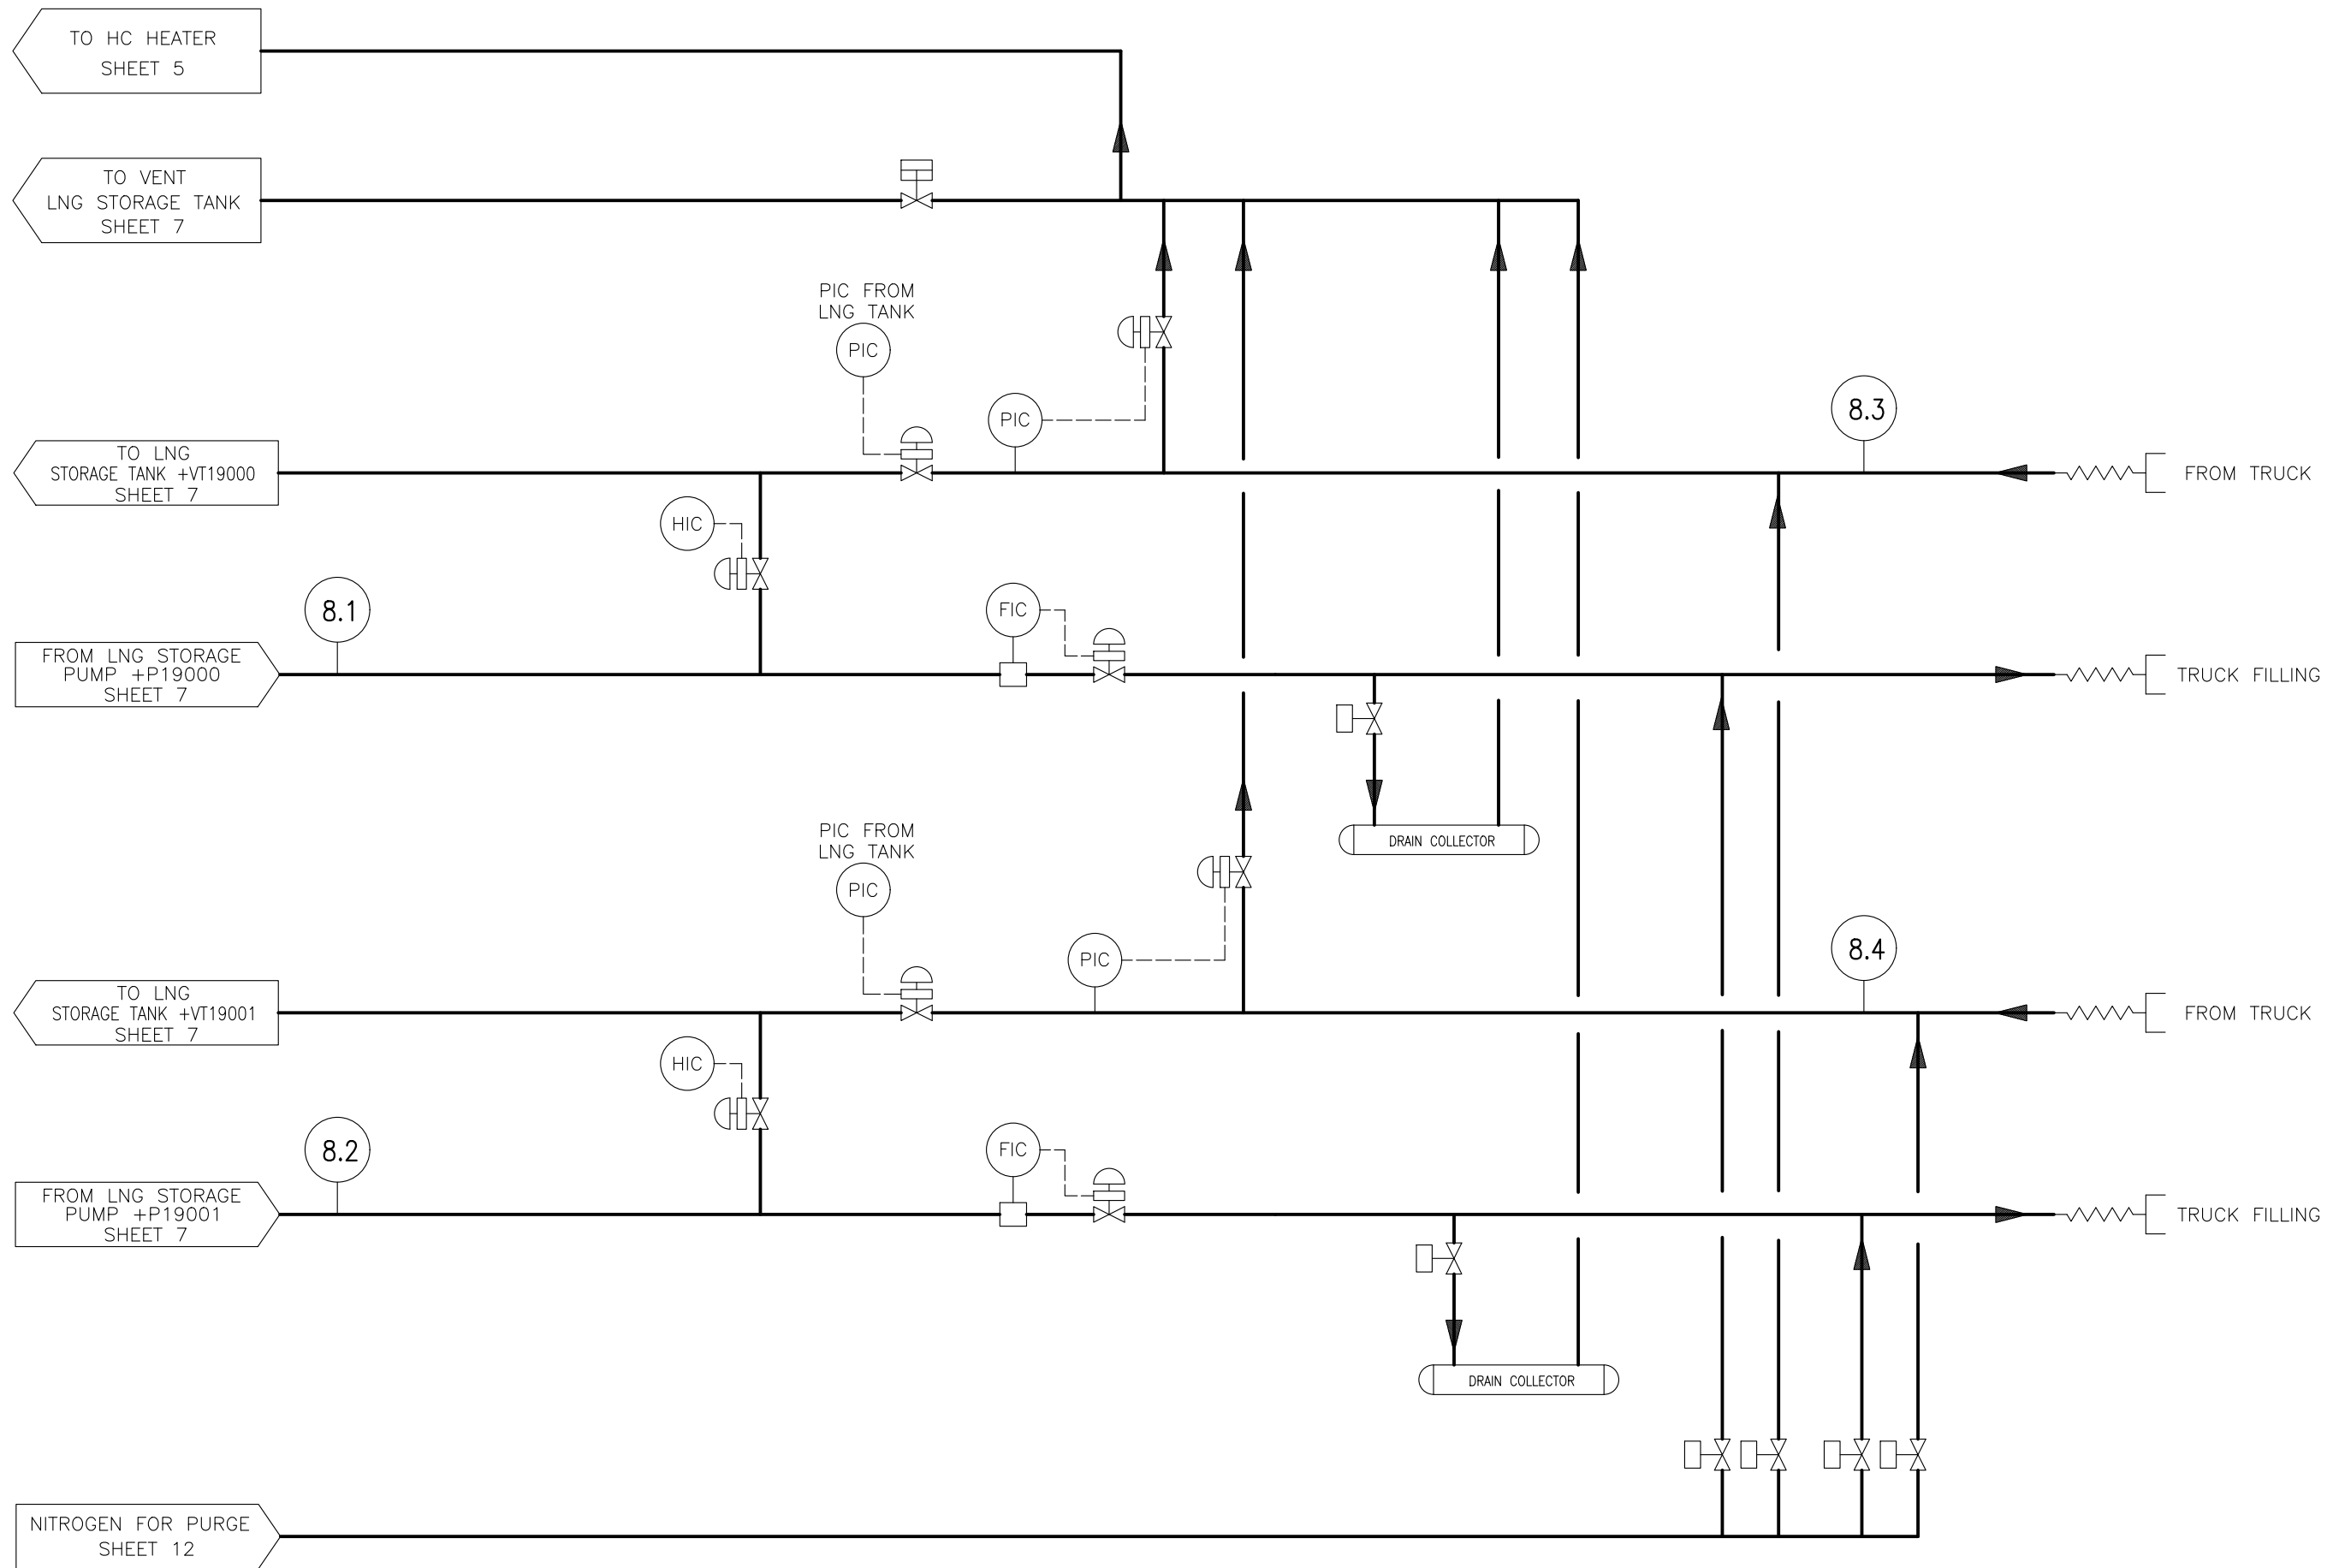 TO HC HEATER
SHEET 5
TO VENT
LNG STORAGE TANK
SHEET 7
PIC FROM
LNG TANK
PIC
PIC
8.3
TO LNG
STORAGE TANK +VT19000
SHEET 7
FROM TRUCK
HIC
8.1
FIC
FROM LNG STORAGE
PUMP +P19000
SHEET 7
TRUCK FILLING
DRAIN COLLECTOR
PIC FROM
LNG TANK
PIC
PIC
8.4
TO LNG
STORAGE TANK +VT19001
SHEET 7
FROM TRUCK
HIC
8.2
FIC
FROM LNG STORAGE
PUMP +P19001
SHEET 7
TRUCK FILLING
DRAIN COLLECTOR
NITROGEN FOR PURGE
SHEET 12